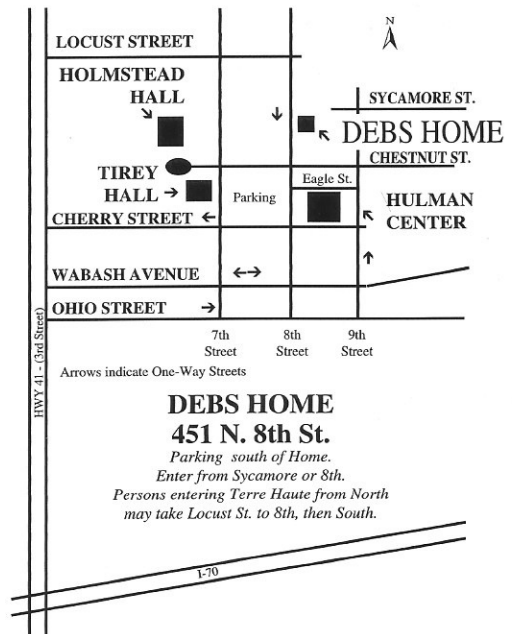 N
LOCUST STREET
HOLMSTEAD
HALL
SYCAMORE ST.
DEBS HOME
CHESTNUT ST.
TIREY
HALL
Eagle St.
Parking
HULMAN
CENTER
CHERRY STREET
WABASH AVENUE
OHIO STREET
HWY 41 - (3rd Street)
7th
Street
8th
Street
9th
Street
Arrows indicate One-Way Streets
DEBS HOME
451 N. 8th St.
Parking south of Home.
Enter from Sycamore or 8th.
Persons entering Terre Haute from North
may take Locust St. to 8th, then South.
I-70